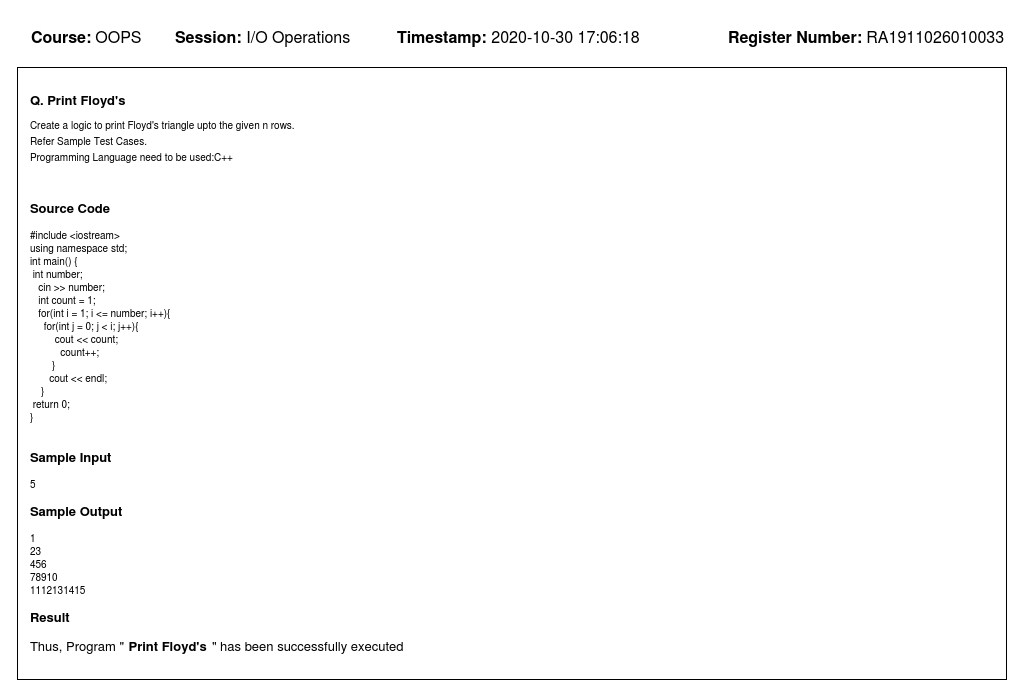 Course: OOPS Session: I/O Operations Timestamp: 2020-10-30 17:06:18 Register Number: RA1911026010033
Q. Print Floyd's
Create a logic to print Floyd's triangle upto the given n rows.
Refer Sample Test Cases.
Programming Language need to be used:C++
Source Code
#include <iostream>
using namespace std;
int main() {
 int number;
   cin >> number;
   int count = 1;
   for(int i = 1; i <= number; i++){
     for(int j = 0; j < i; j++){
         cout << count;
           count++;
        }
       cout << endl;
    }
 return 0;
}
Sample Input
5
Sample Output
1
23
456
78910
1112131415
Result
Thus, Program " Print Floyd's " has been successfully executed